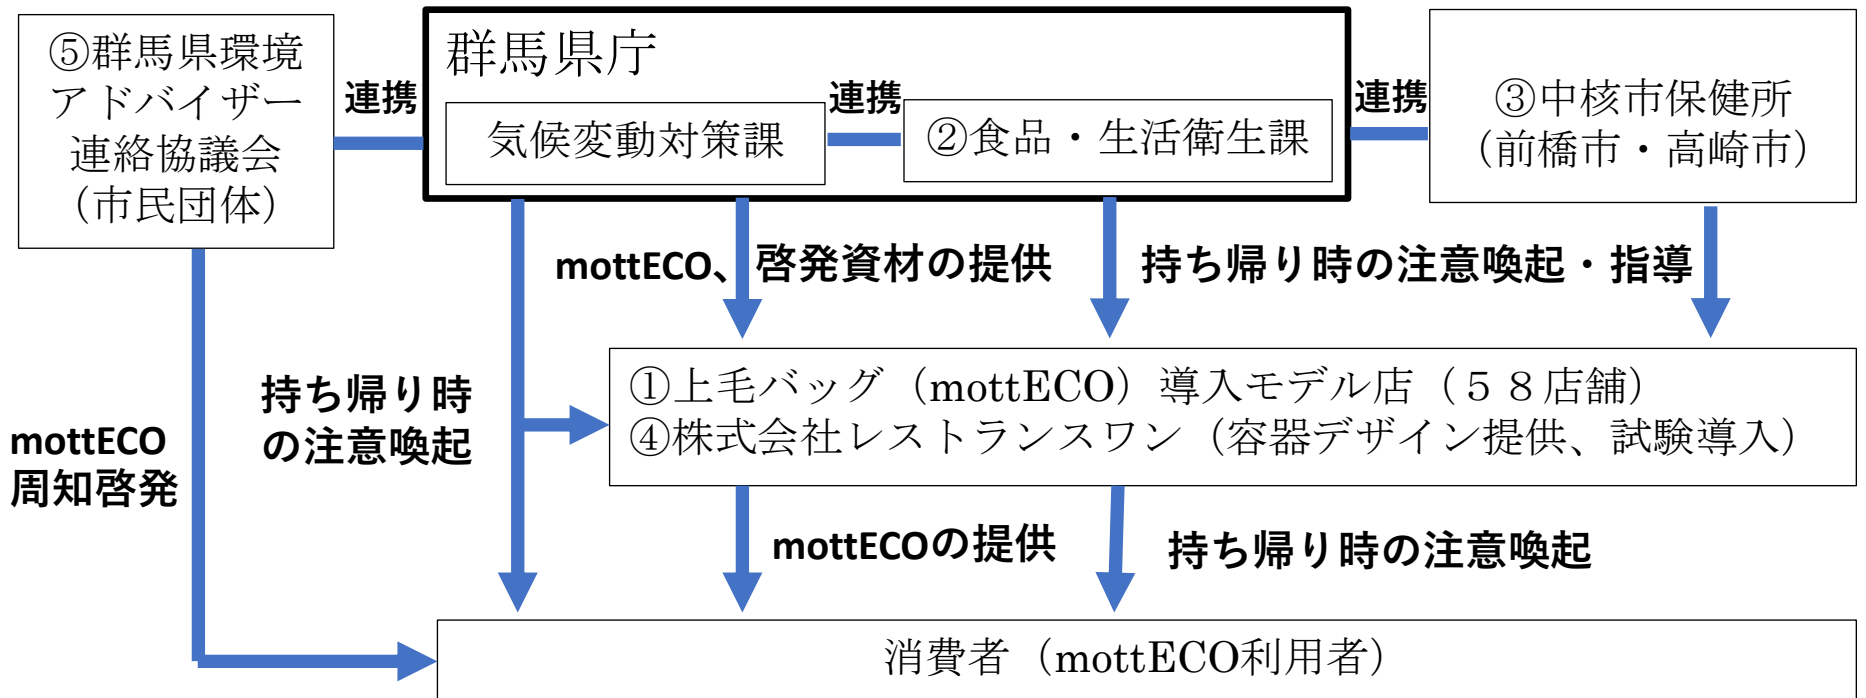 ⑤群馬県環境
アドバイザー
連絡協議会
（市民団体）
連携
群馬県庁
気候変動対策課
連携
②食品・生活衛生課
連携
③中核市保健所
（前橋市・高崎市）
mottECO、啓発資材の提供
持ち帰り時の注意喚起・指導
持ち帰り時
の注意喚起
mottECO
周知啓発
①上毛バッグ（mottECO）導入モデル店（５８店舗）
④株式会社レストランスワン（容器デザイン提供、試験導入）
mottECOの提供
持ち帰り時の注意喚起
消費者（mottECO利用者）